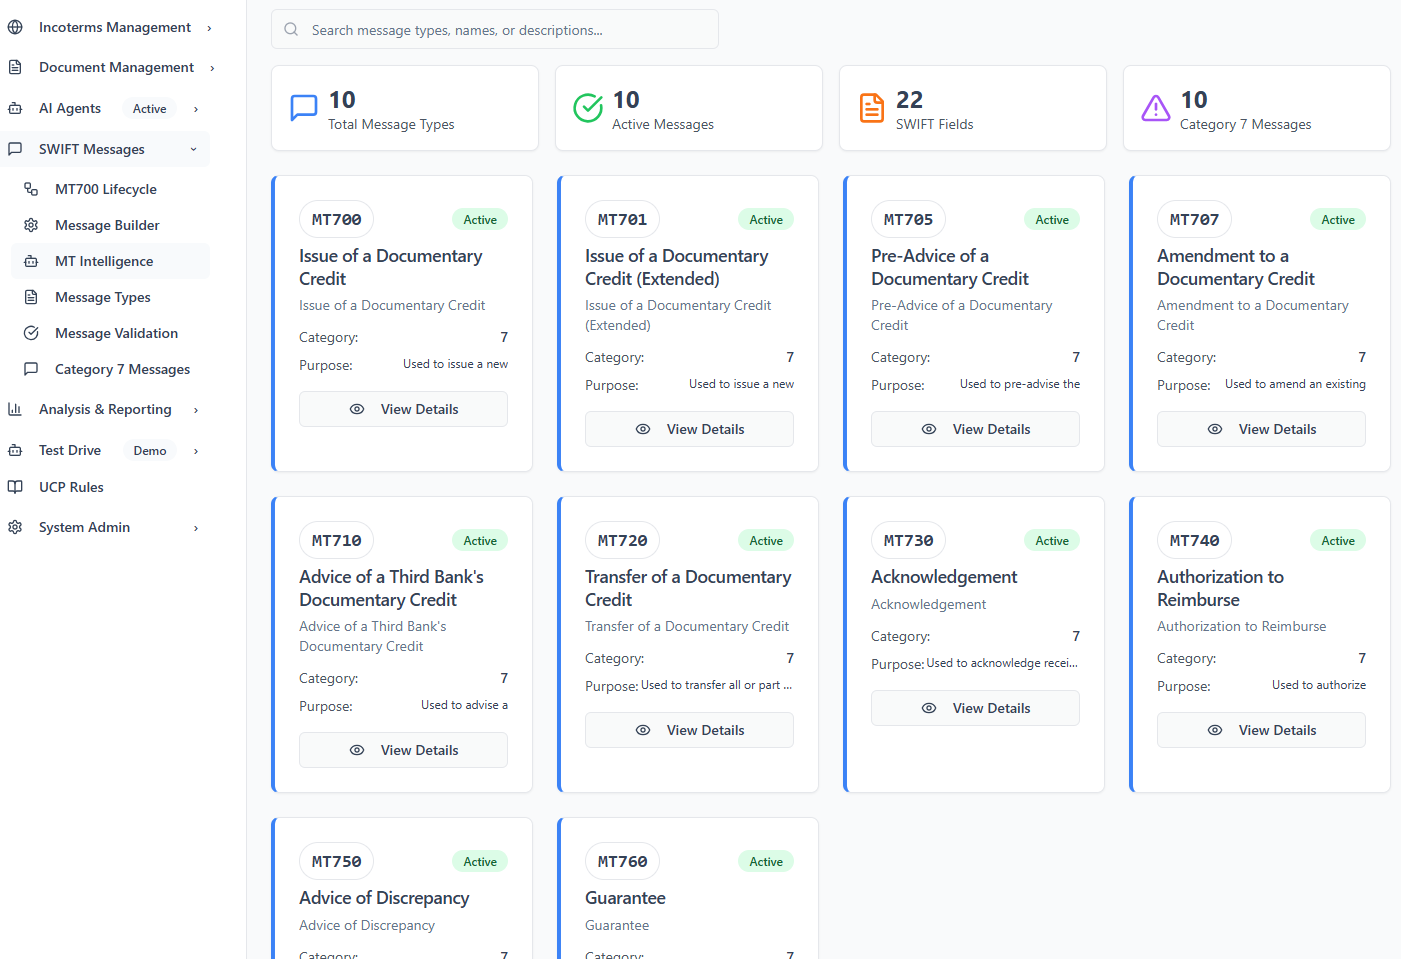 Incoterms Management
Document Management
AI Agents Active
SWIFT Messages
MT700 Lifecycle
Message Builder
MT Intelligence
Message Types
Message Validation
Category 7 Messages
Analysis & Reporting
Test Drive Demo
UCP Rules
System Admin
Search message types, names, or descriptions...
10
Total Message Types
10
Active Messages
22
SWIFT Fields
10
Category 7 Messages
MT700 Active
Issue of a Documentary
Credit
Issue of a Documentary Credit
Category: 7
Purpose: Used to issue a new
View Details
MT701 Active
Issue of a Documentary
Credit (Extended)
Issue of a Documentary Credit
(Extended)
Category: 7
Purpose: Used to issue a new
View Details
MT705 Active
Pre-Advice of a
Documentary Credit
Pre-Advice of a Documentary
Credit
Category: 7
Purpose: Used to pre-advise the
View Details
MT707 Active
Amendment to a
Documentary Credit
Amendment to a Documentary
Credit
Category: 7
Purpose: Used to amend an existing
View Details
MT710 Active
Advice of a Third Bank's
Documentary Credit
Advice of a Third Bank's
Documentary Credit
Category: 7
Purpose: Used to advise a
View Details
MT720 Active
Transfer of a Documentary
Credit
Transfer of a Documentary Credit
Category: 7
Purpose: Used to transfer all or part ...
View Details
MT730 Active
Acknowledgement
Acknowledgement
Category: 7
Purpose: Used to acknowledge recei...
View Details
MT740 Active
Authorization to
Reimburse
Authorization to Reimburse
Category: 7
Purpose: Used to authorize
View Details
MT750 Active
Advice of Discrepancy
Advice of Discrepancy
Category: 7
MT760 Active
Guarantee
Guarantee
Category: 7